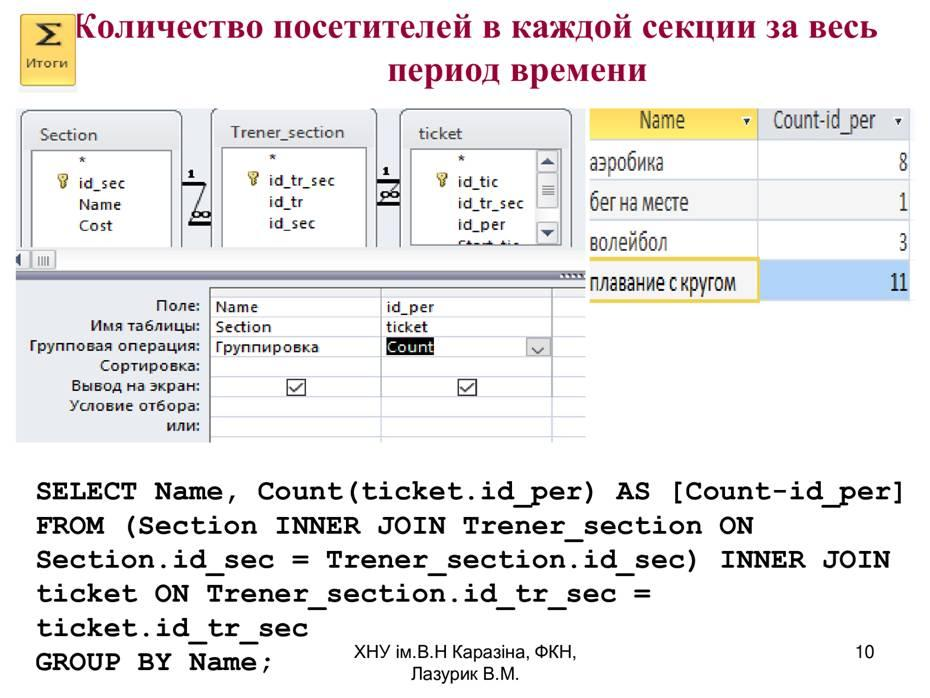 Количество посетителей в каждой секции за весь
период времени
Σ
Итоги
Section
*
id_sec
Name
Cost
1
∞
Trener_section
*
id_tr_sec
id_tr
id_sec
1
∞
ticket
*
id_tic
id_tr_sec
id_per
Name Count-id_per
аэробика 8
бег на месте 1
волейбол 3
плавание с кругом 11
Поле: Name id_per
Имя таблицы: Section ticket
Групповая операция: Группировка Count
Сортировка:
Вывод на экран:
Условие отбора:
или:
SELECT Name, Count(ticket.id_per) AS [Count-id_per]
FROM (Section INNER JOIN Trener_section ON
Section.id_sec = Trener_section.id_sec) INNER JOIN
ticket ON Trener_section.id_tr_sec =
ticket.id_tr_sec
GROUP BY Name;
ХНУ ім.В.Н Каразіна, ФКН,
Лазурик В.М.
10